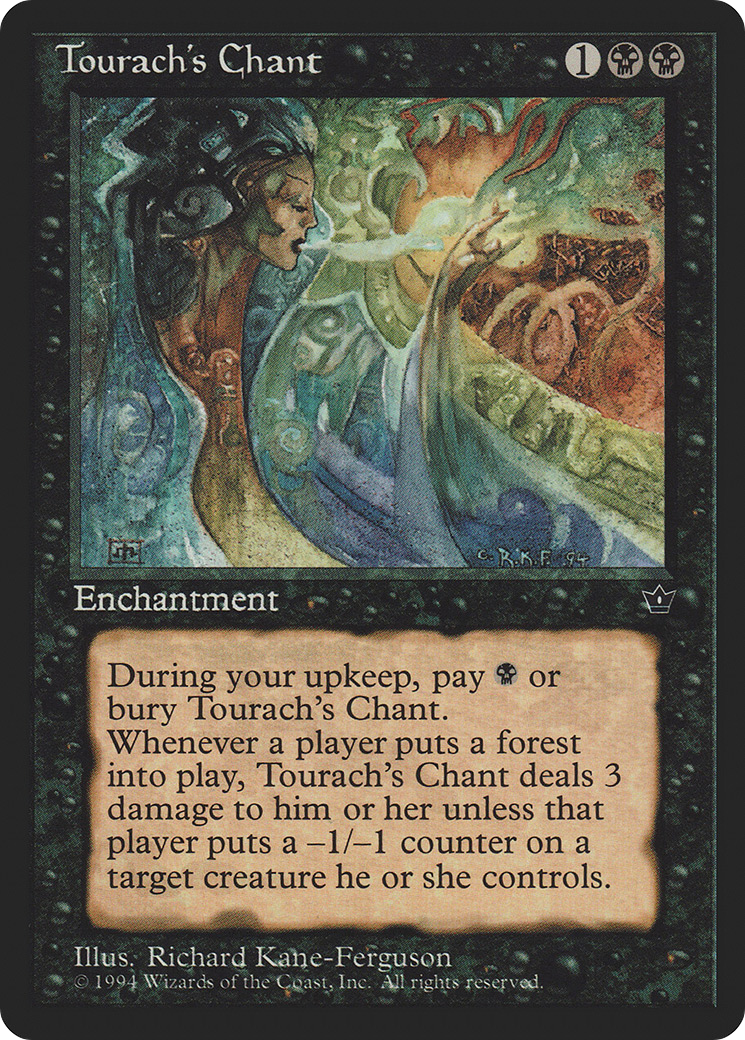 Tourach's Chant 1
© R.K.F. 94
Enchantment
During your upkeep, pay or
bury Tourach's Chant.
Whenever a player puts a forest
into play, Tourach's Chant deals 3
damage to him or her unless that
player puts a –1/–1 counter on a
target creature he or she controls.
Illus. Richard Kane-Ferguson
© 1994 Wizards of the Coast, Inc. All rights reserved.